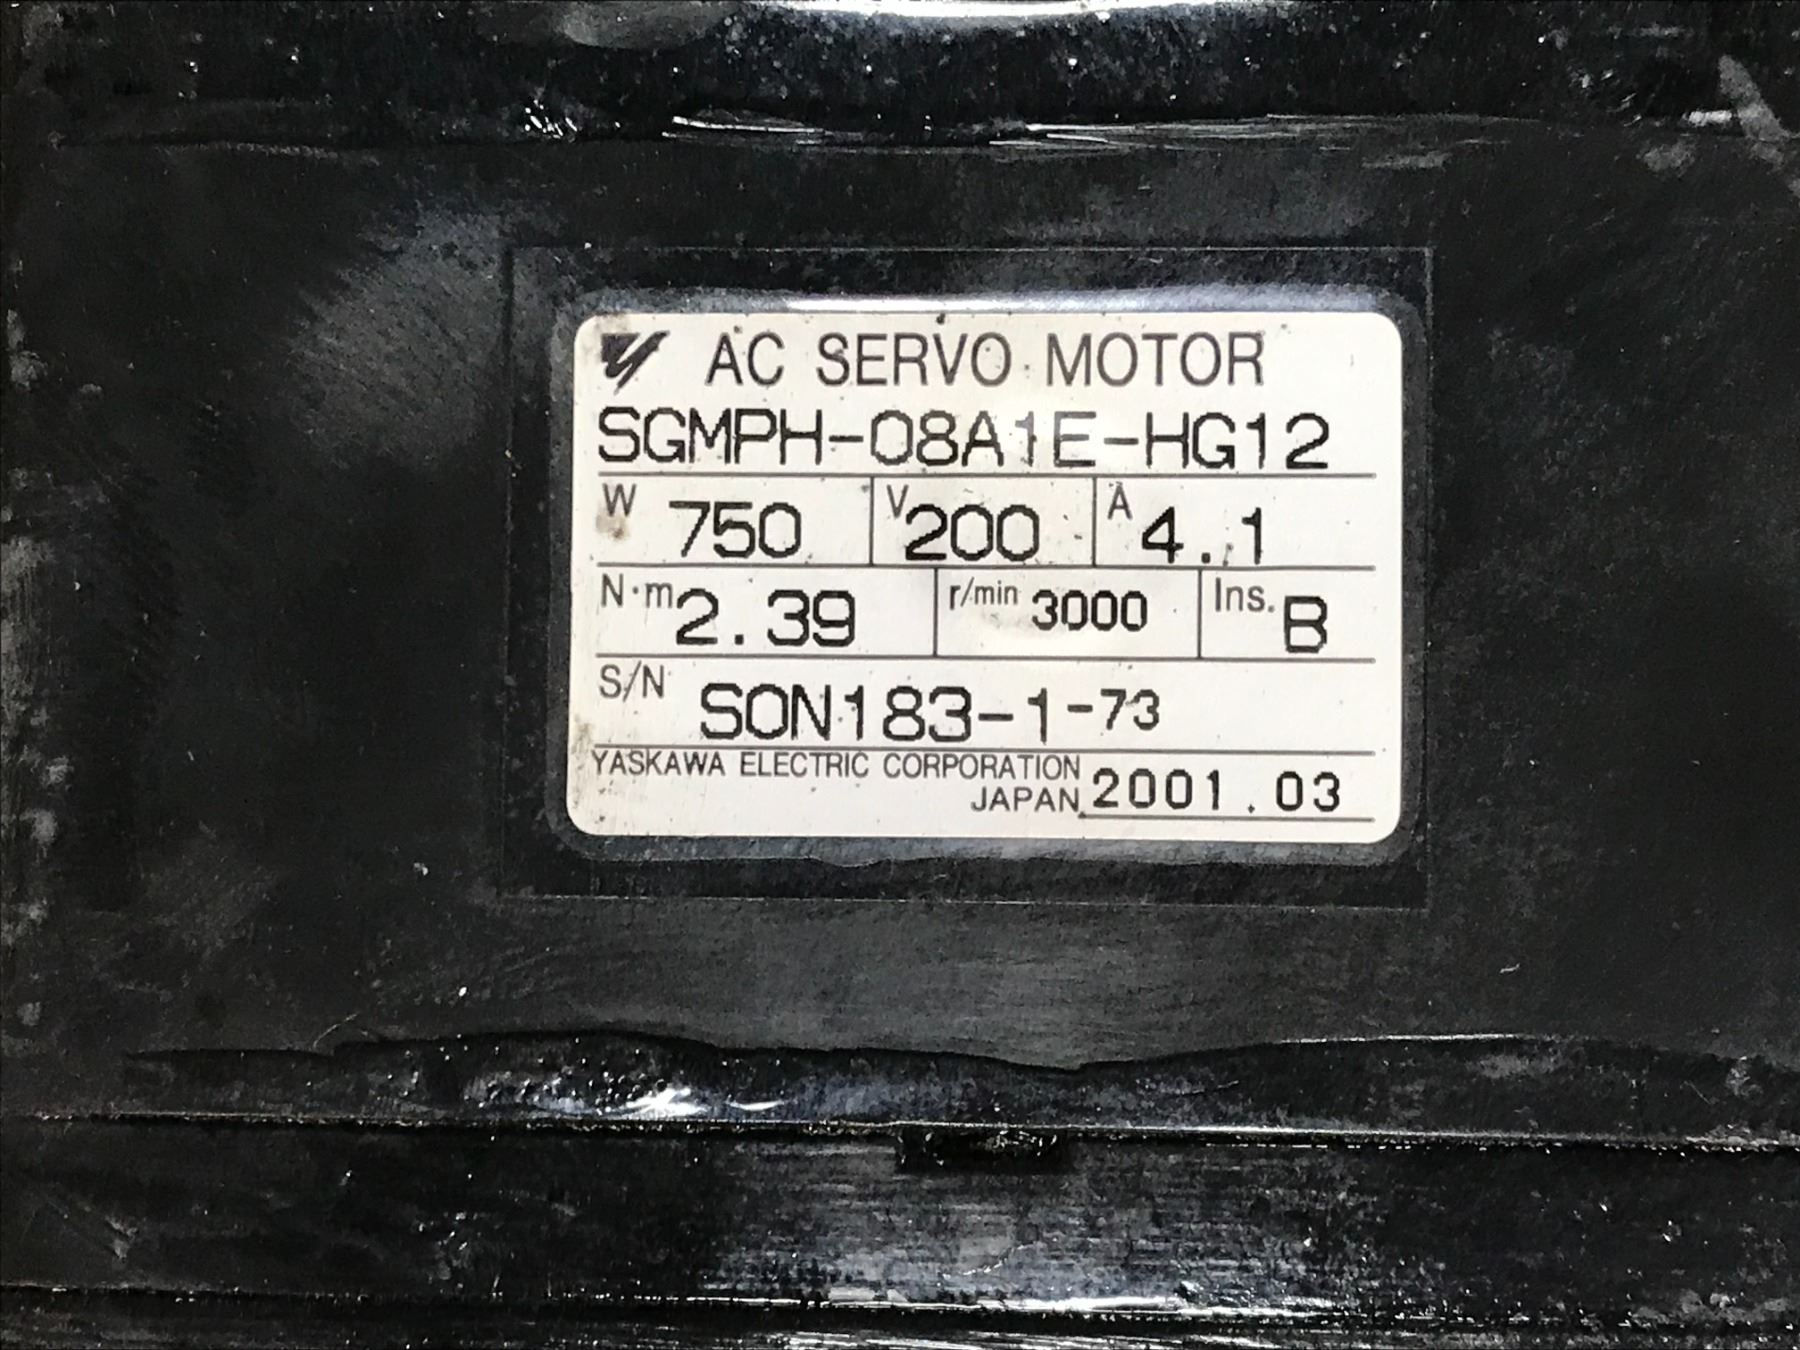 AC SERVO MOTOR
SGMPH-08A1E-HG12
W 750 V 200 A 4.1
N·m 2.39 r/min 3000 Ins. B
S/N S0N183-1-73
YASKAWA ELECTRIC CORPORATION
JAPAN 2001.03